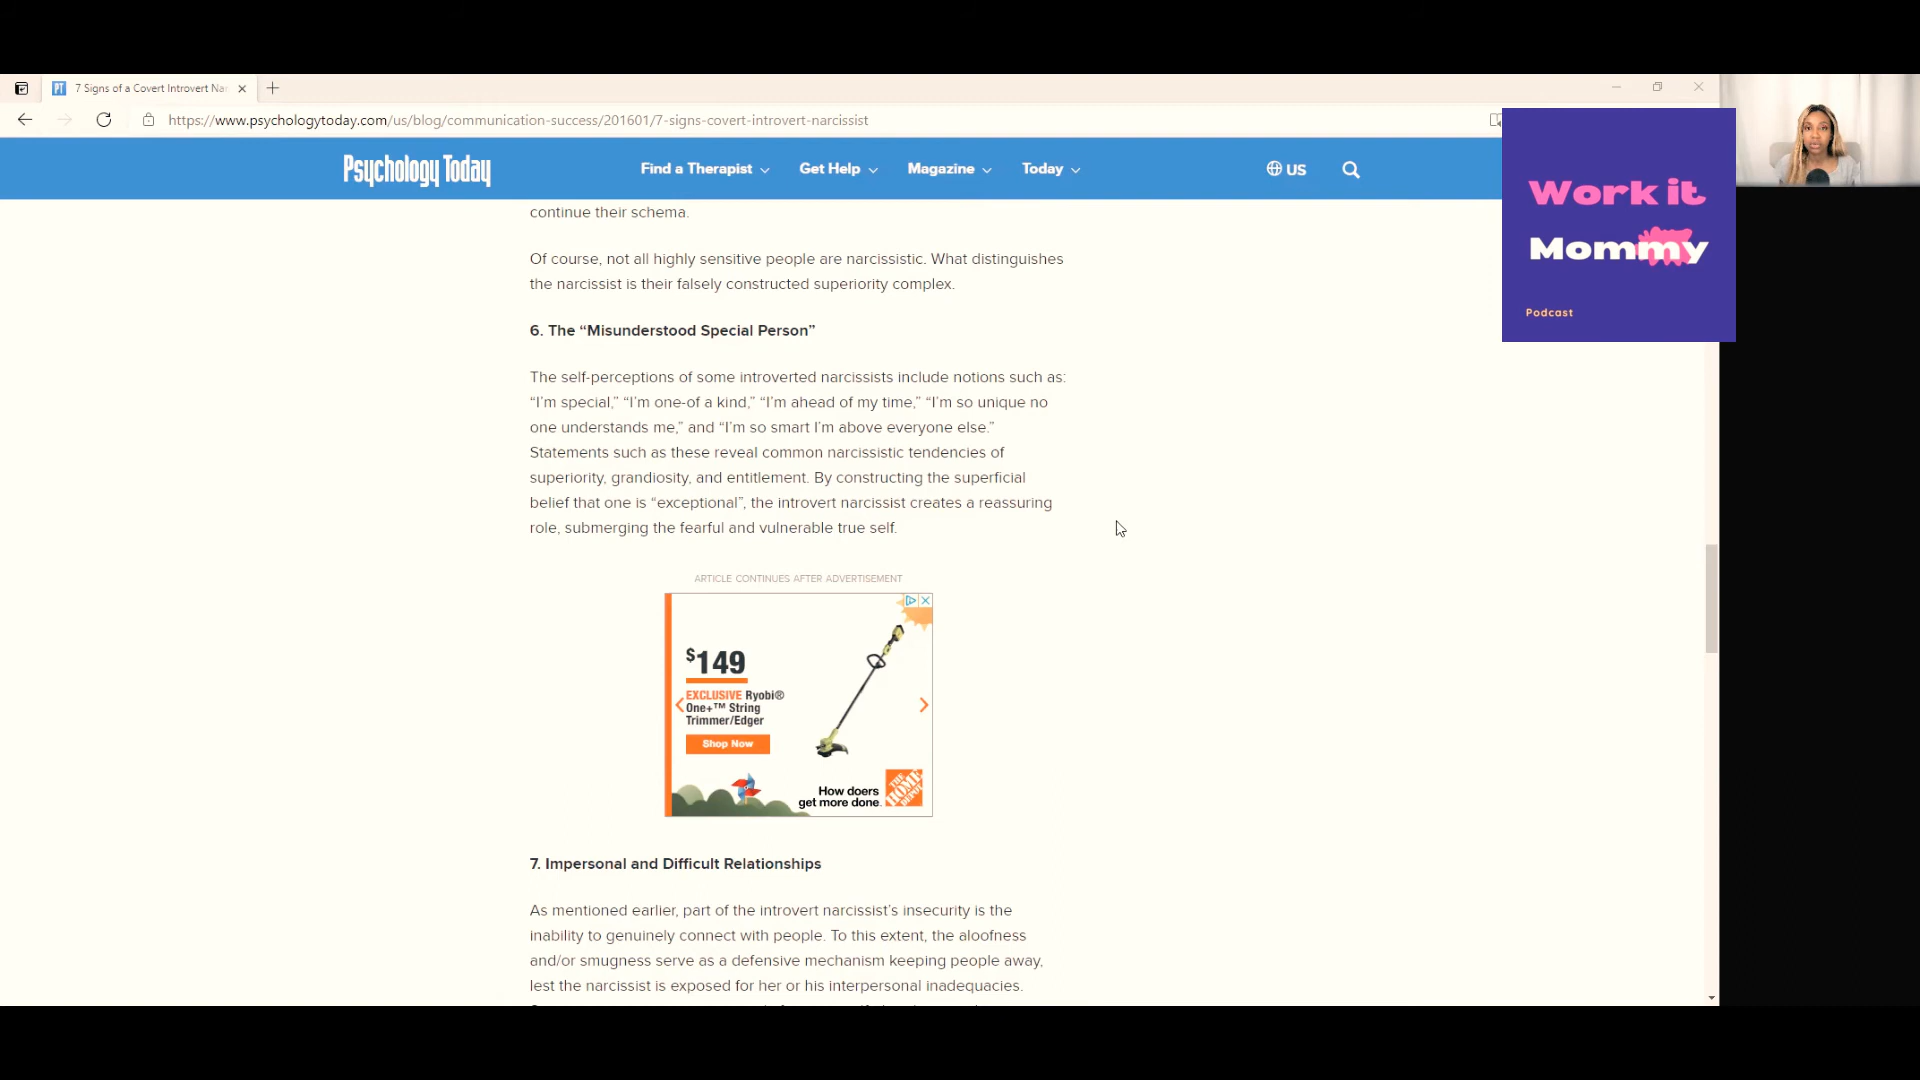 7 Signs of a Covert Introvert Nar
https://www.psychologytoday.com/us/blog/communication-success/201601/7-signs-covert-introvert-narcissist
Psychology Today
Find a Therapist
Get Help
Magazine
Today
US
Work it
Mommy
Podcast
continue their schema.
Of course, not all highly sensitive people are narcissistic. What distinguishes
the narcissist is their falsely constructed superiority complex.
6. The “Misunderstood Special Person”
The self-perceptions of some introverted narcissists include notions such as:
“I’m special,” “I’m one-of a kind,” “I’m ahead of my time,” “I’m so unique no
one understands me,” and “I’m so smart I’m above everyone else.”
Statements such as these reveal common narcissistic tendencies of
superiority, grandiosity, and entitlement. By constructing the superficial
belief that one is “exceptional”, the introvert narcissist creates a reassuring
role, submerging the fearful and vulnerable true self.
ARTICLE CONTINUES AFTER ADVERTISEMENT
$149
EXCLUSIVE Ryobi®
One+™ String
Trimmer/Edger
Shop Now
How doers
get more done.
THE HOME DEPOT
7. Impersonal and Difficult Relationships
As mentioned earlier, part of the introvert narcissist’s insecurity is the
inability to genuinely connect with people. To this extent, the aloofness
and/or smugness serve as a defensive mechanism keeping people away,
lest the narcissist is exposed for her or his interpersonal inadequacies.